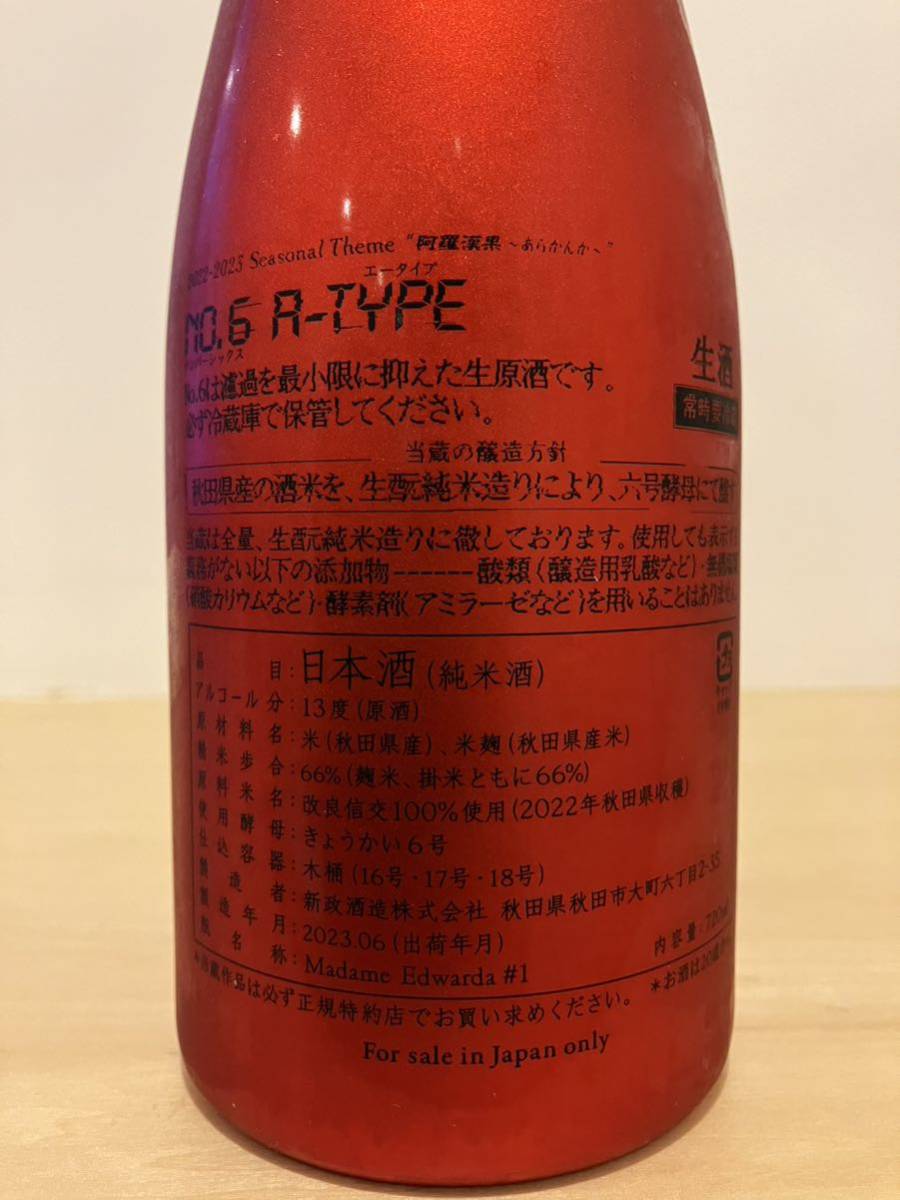 2022-2023 Seasonal Theme “阿羅漢果 ～あらかんか～”
エータイプ
NO.6 A-TYPE
ナンバーシックス
No.6は濾過を最小限に抑えた生原酒です。
必ず冷蔵庫で保管してください。
生酒
常時要冷
当蔵の醸造方針
秋田県産の酒米を、生酛純米造りにより、六号酵母にて醸す
当蔵は全量、生酛純米造りに徹しております。使用しても表示する
義務がない以下の添加物------酸類（醸造用乳酸など）・無機塩類
（硝酸カリウムなど）・酵素剤（アミラーゼなど）を用いることはありません
品目：日本酒（純米酒）
アルコール分：13度（原酒）
原材料名：米（秋田県産）、米麹（秋田県産米）
精米歩合：66%（麹米、掛米ともに66%）
原料米名：改良信交100%使用（2022年秋田県収穫）
使用酵母：きょうかい6号
仕込容器：木桶（16号・17号・18号）
製造者：新政酒造株式会社 秋田県秋田市大町六丁目2-35
製造年月：2023.06（出荷年月）
内容量：720ml
瓶名称：Madame Edwarda #1
*当蔵作品は必ず正規特約店でお買い求めください。 *お酒は20歳から
For sale in Japan only